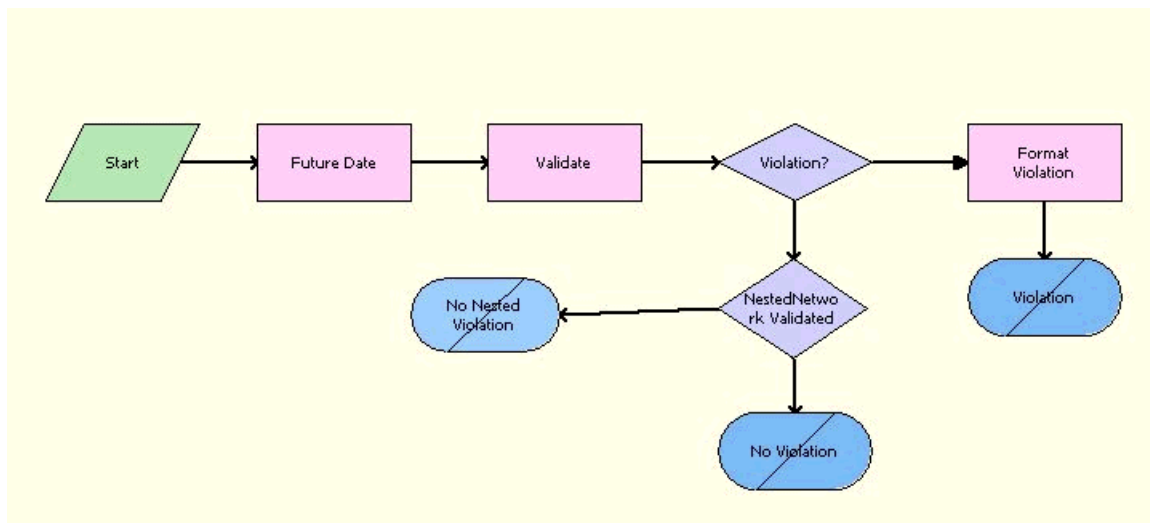 Start
Future Date
Validate
Violation?
Format
Violation
No Nested
Violation
NestedNetwo
rk Validated
Violation
No Violation